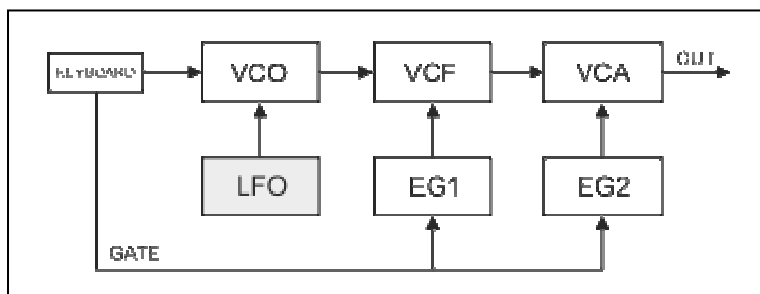 KEYBOARD
VCO
VCF
VCA
OUT
LFO
EG1
EG2
GATE